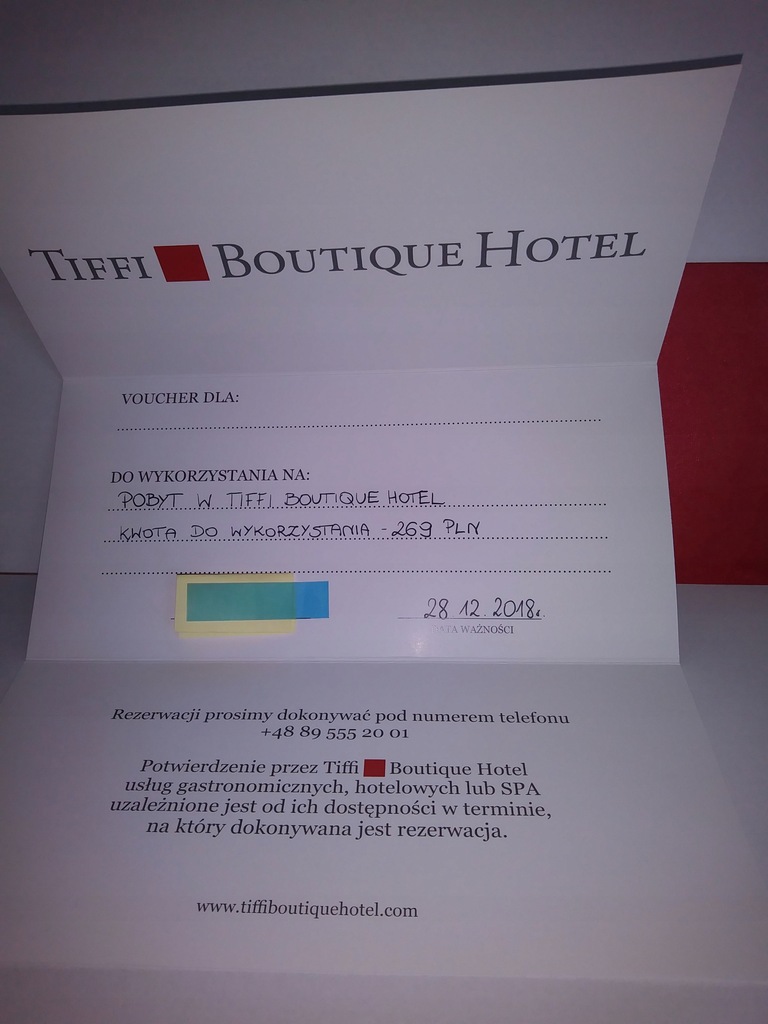 TIFFI BOUTIQUE HOTEL
VOUCHER DLA:
DO WYKORZYSTANIA NA:
POBYT W TIFFI BOUTIQUE HOTEL
KWOTA DO WYKORZYSTANIA - 269 PLN
28.12.2018r.
DATA WAŻNOŚCI
Rezerwacji prosimy dokonywać pod numerem telefonu
+48 89 555 20 01
Potwierdzenie przez Tiffi Boutique Hotel
usług gastronomicznych, hotelowych lub SPA
uzależnione jest od ich dostępności w terminie,
na który dokonywana jest rezerwacja.
www.tiffiboutiquehotel.com